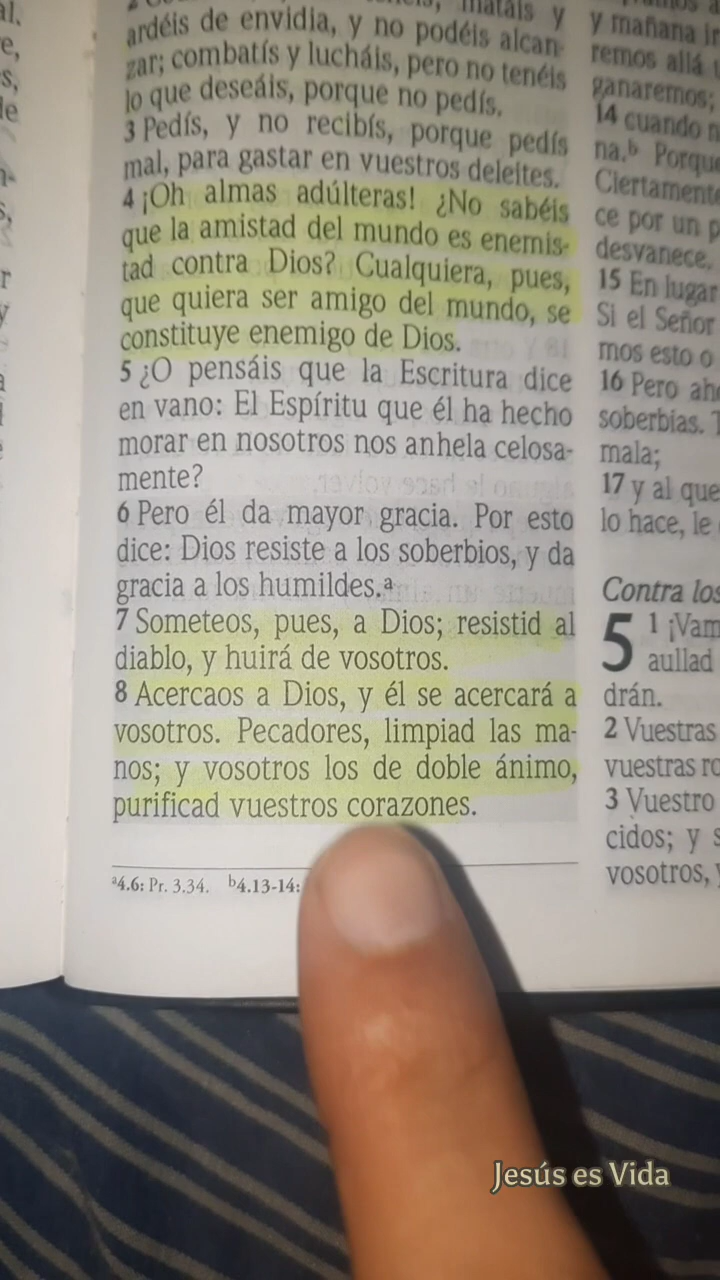 matáis y
ardéis de envidia, y no podéis alcan-
zar; combatís y lucháis, pero no tenéis
lo que deseáis, porque no pedís.
3 Pedís, y no recibís, porque pedís
mal, para gastar en vuestros deleites.
4 ¡Oh almas adúlteras! ¿No sabéis
que la amistad del mundo es enemis-
tad contra Dios? Cualquiera, pues,
que quiera ser amigo del mundo, se
constituye enemigo de Dios.
5 ¿O pensáis que la Escritura dice
en vano: El Espíritu que él ha hecho
morar en nosotros nos anhela celosa-
mente?
6 Pero él da mayor gracia. Por esto
dice: Dios resiste a los soberbios, y da
gracia a los humildes.ª
7 Someteos, pues, a Dios; resistid al
diablo, y huirá de vosotros.
8 Acercaos a Dios, y él se acercará a
vosotros. Pecadores, limpiad las ma-
nos; y vosotros los de doble ánimo,
purificad vuestros corazones.
ª4.6: Pr. 3.34. ᵇ4.13-14:
y mañana ir
remos allá
ganaremos;
14 cuando n
na.ᵇ Porqu
Ciertament
ce por un p
desvanece.
15 En lugar
Si el Señor
mos esto o
16 Pero ah
soberbias.
mala;
17 y al que
lo hace, le
Contra los
5 1 ¡Vam
aullad
drán.
2 Vuestras
vuestras ro
3 Vuestro
cidos; y s
vosotros, y
Jesús es Vida